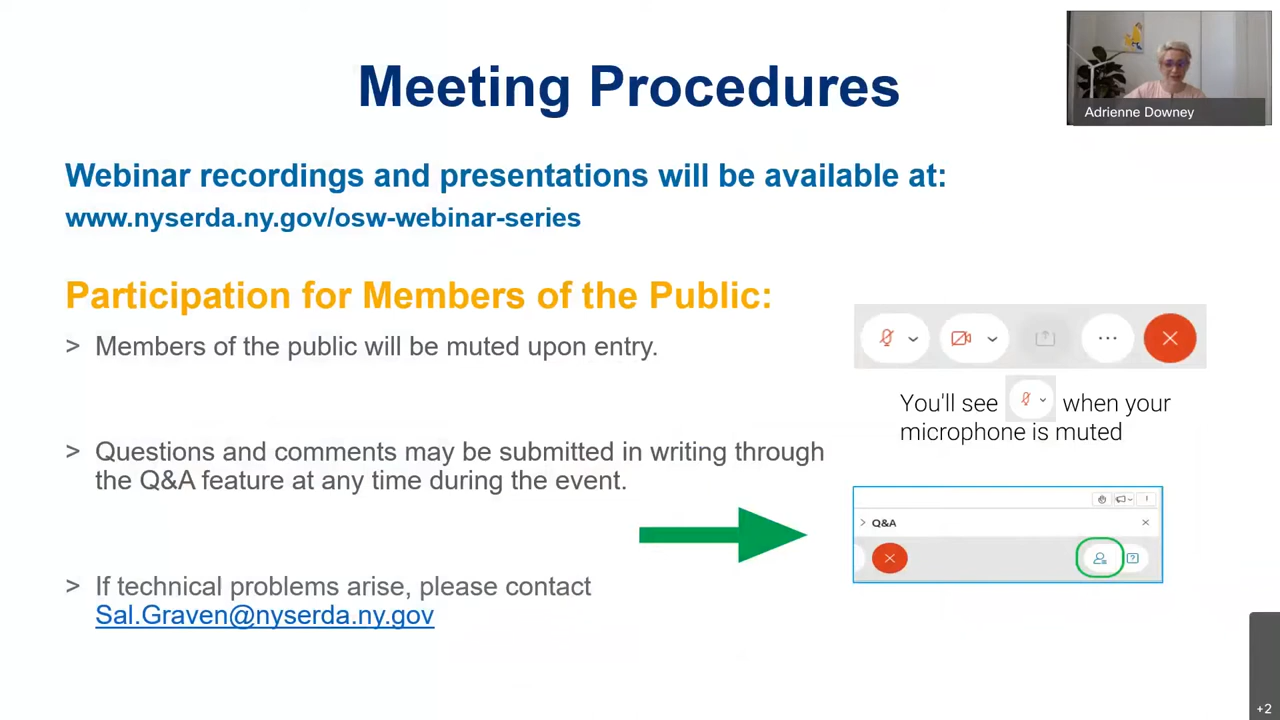 Meeting Procedures
Adrienne Downey
Webinar recordings and presentations will be available at:
www.nyserda.ny.gov/osw-webinar-series
Participation for Members of the Public:
> Members of the public will be muted upon entry.
You'll see when your
microphone is muted
> Questions and comments may be submitted in writing through
the Q&A feature at any time during the event.
> Q&A
> If technical problems arise, please contact
Sal.Graven@nyserda.ny.gov
+2